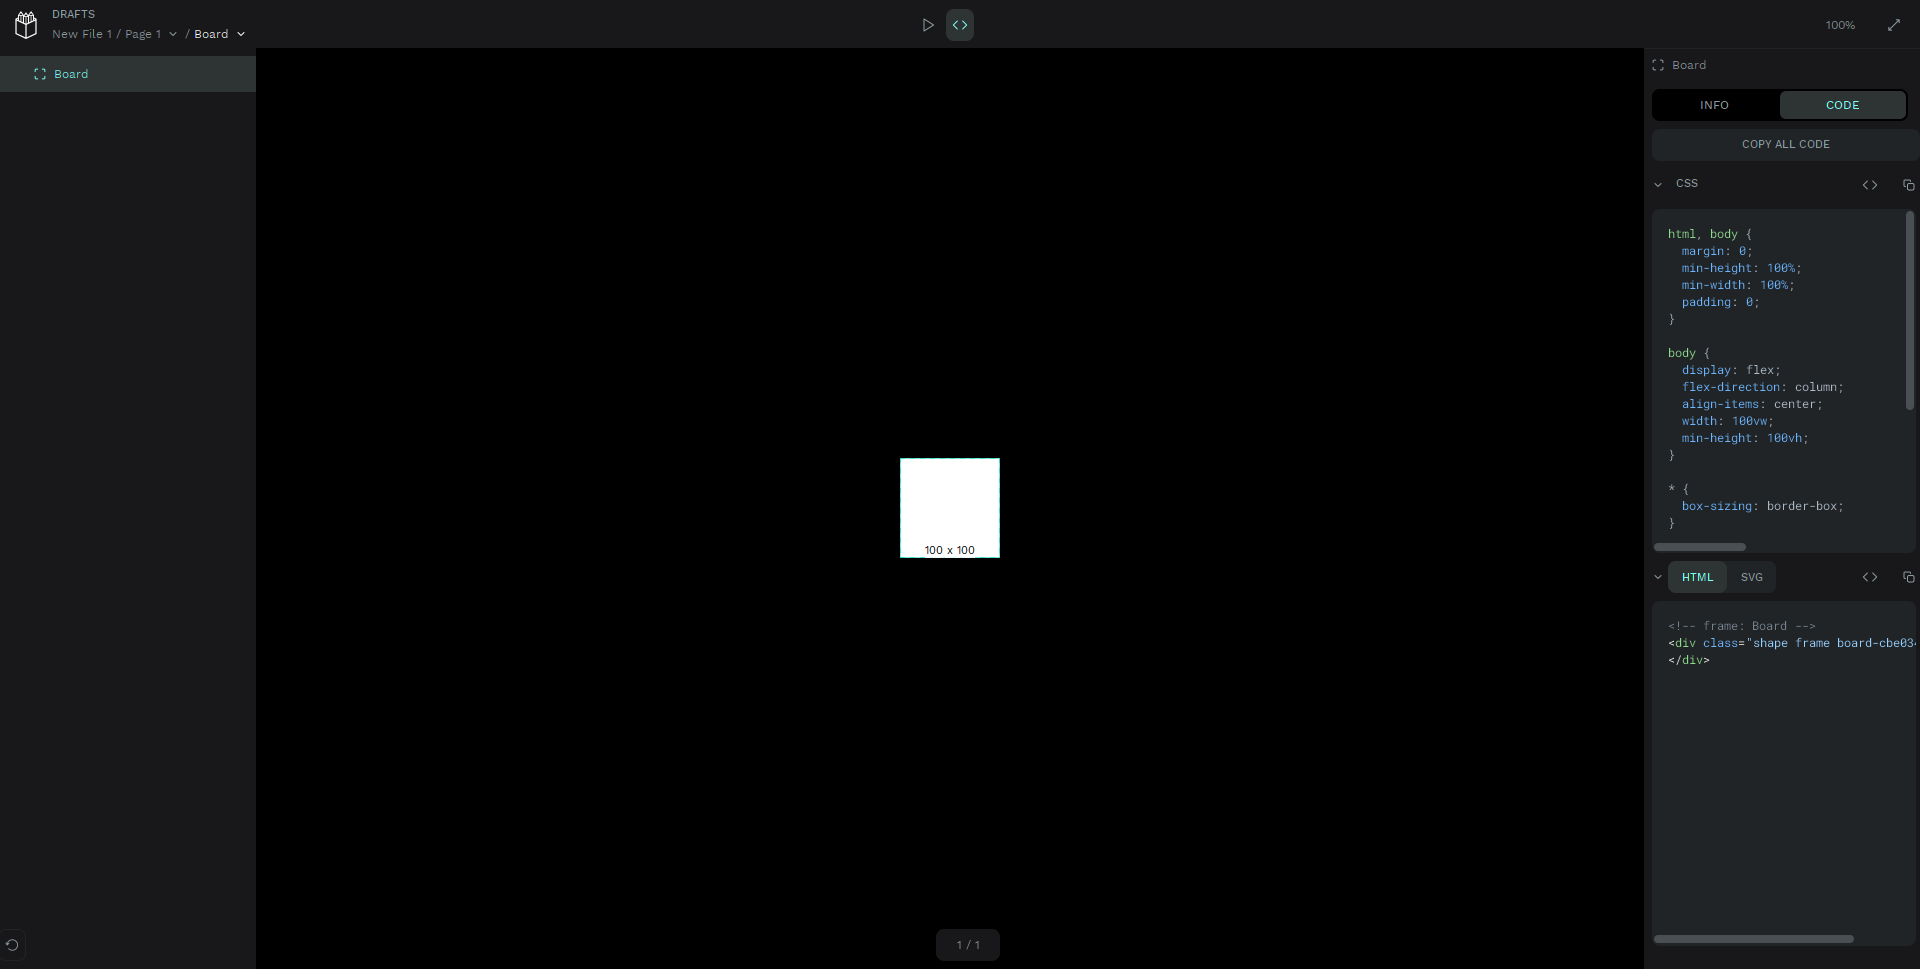 DRAFTS
New File 1 / Page 1 / Board
100%
Board
Board
INFO
CODE
COPY ALL CODE
CSS
html, body {
  margin: 0;
  min-height: 100%;
  min-width: 100%;
  padding: 0;
}
body {
  display: flex;
  flex-direction: column;
  align-items: center;
  width: 100vw;
  min-height: 100vh;
}
* {
  box-sizing: border-box;
}
100 x 100
HTML
SVG
<!-- frame: Board -->
<div class="shape frame board-cbe03
</div>
1 / 1